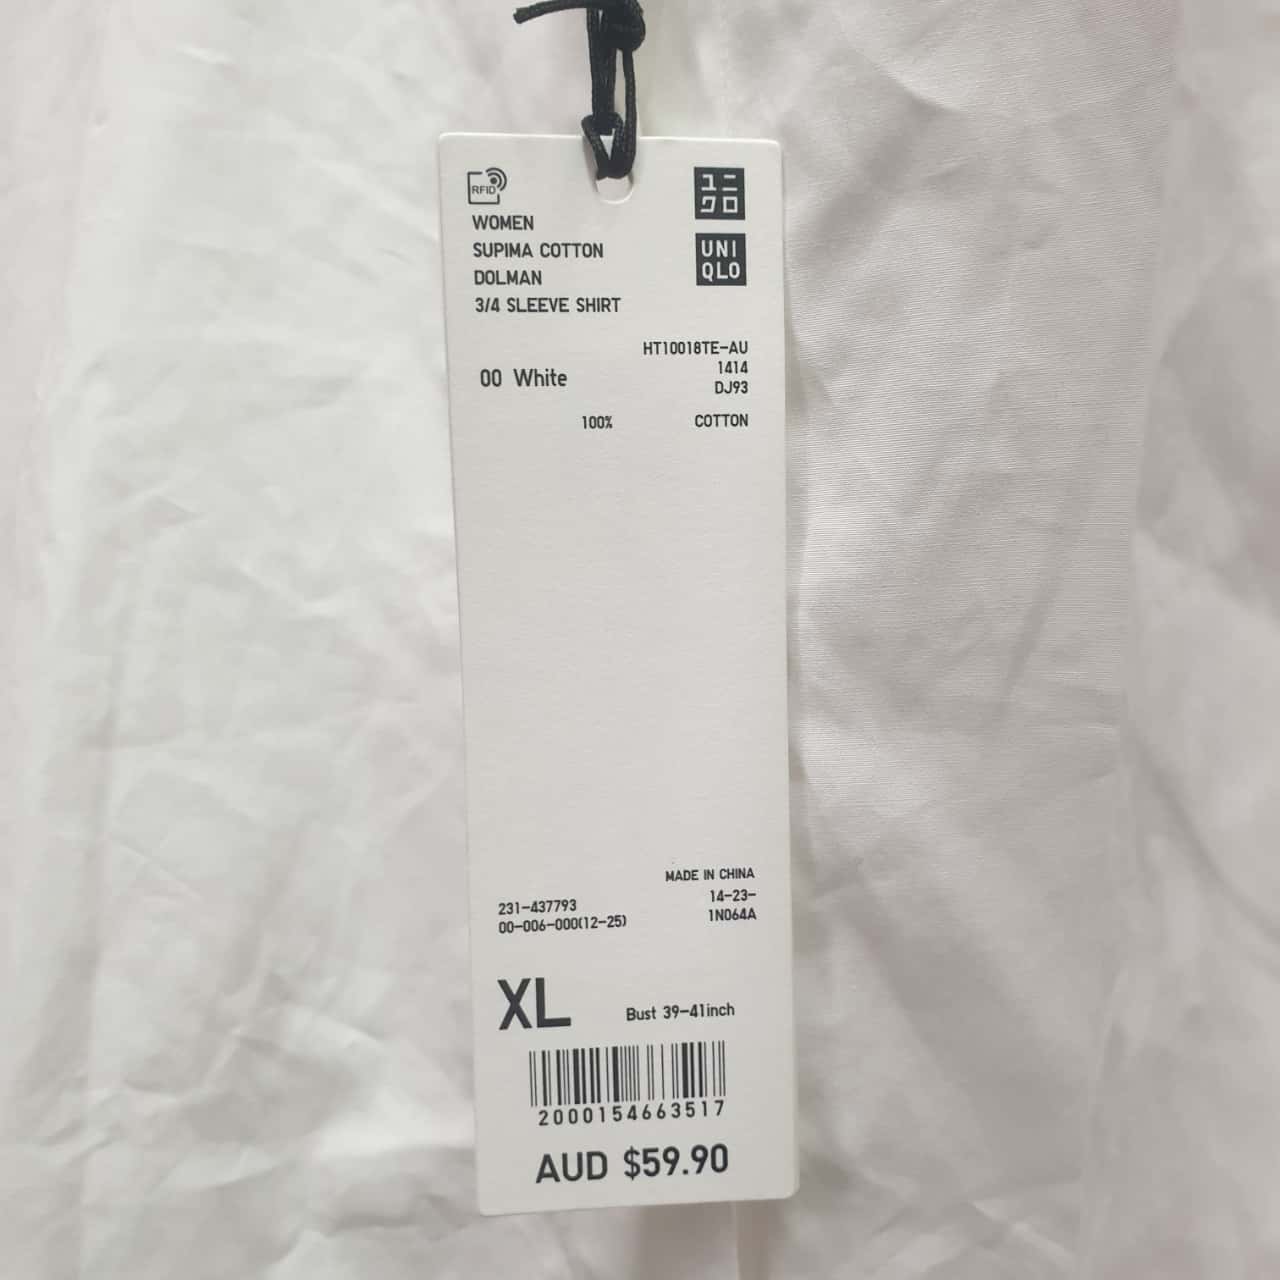 RFID
ユニ
クロ
WOMEN
SUPIMA COTTON
DOLMAN
3/4 SLEEVE SHIRT
UNI
QLO
HT10018TE-AU
1414
DJ93
00 White
100% COTTON
MADE IN CHINA
14-23-
1N064A
231-437793
00-006-000(12-25)
XL Bust 39-41inch
2000154663517
AUD $59.90